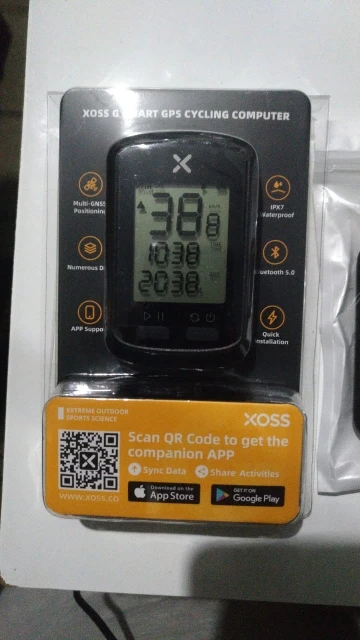 XOSS G SMART GPS CYCLING COMPUTER
Multi-GNSS
Positioning
IPX7
Waterproof
38.8
1038
2038
Numerous D
Bluetooth 5.0
APP Suppo
Quick
Installation
EXTREME OUTDOOR
SPORTS SCIENCE
XOSS
Scan QR Code to get the
companion APP
Sync Data
Share Activities
WWW.XOSS.CO
Download on the
App Store
GET IT ON
Google Play